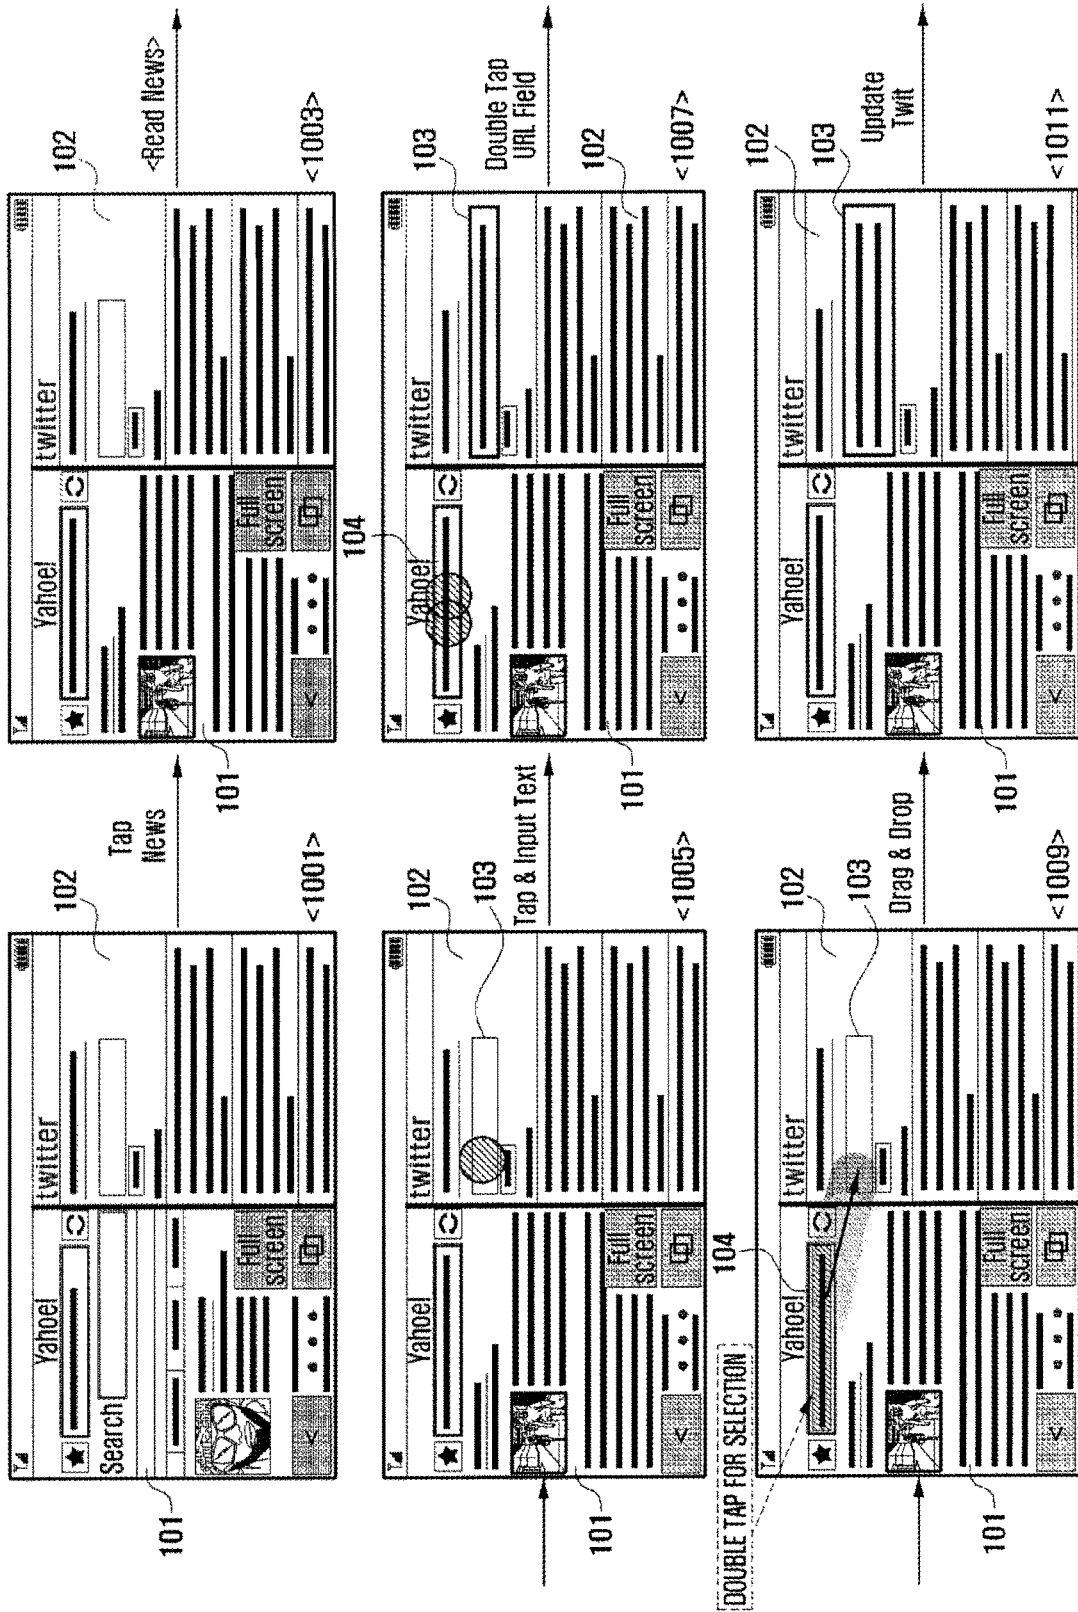 Yahoe!
twitter
Search
Full
screen
101
102
<1001>
Tap
News
Yahoe!
twitter
Full
screen
101
102
<1003>
<Read News>
Yahoe!
twitter
Full
screen
101
102
103
<1005>
Tap & Input Text
104
Yahoe!
twitter
Full
screen
101
103
102
<1007>
Double Tap
URL Field
DOUBLE TAP FOR SELECTION
104
Yahoe!
twitter
Full
screen
101
102
103
<1009>
Drag & Drop
Yahoe!
twitter
Full
screen
101
102
103
<1011>
Update
Twit